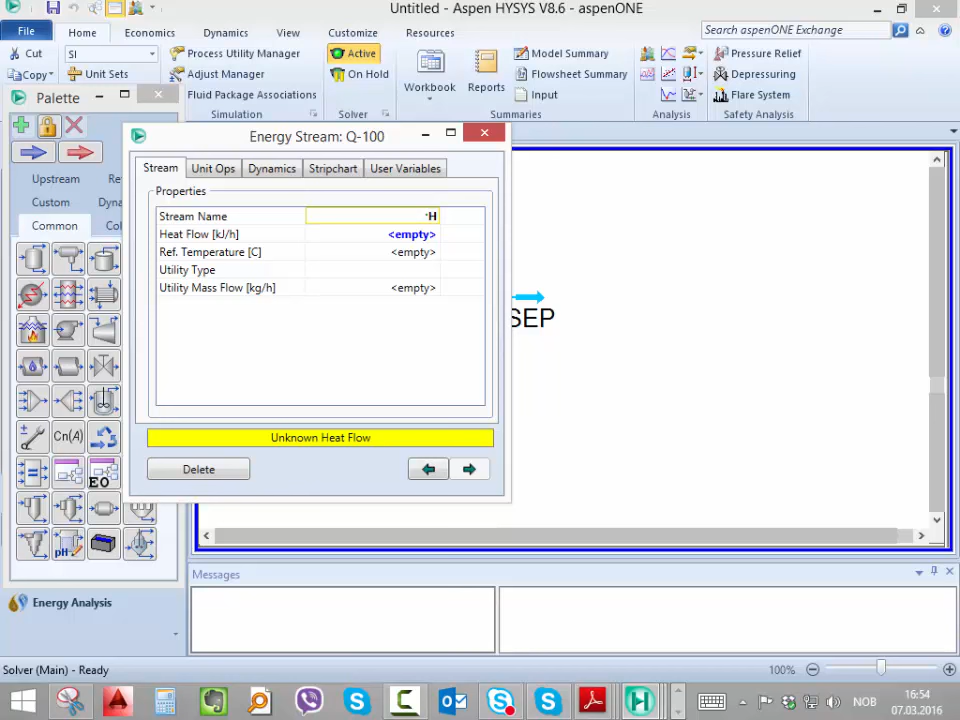 Untitled - Aspen HYSYS V8.6 - aspenONE
File
Home
Economics
Dynamics
View
Customize
Resources
Search aspenONE Exchange
Cut
SI
Process Utility Manager
Active
Model Summary
Pressure Relief
Copy
Unit Sets
Adjust Manager
On Hold
Workbook
Reports
Flowsheet Summary
Depressuring
Fluid Package Associations
Input
Flare System
Simulation
Solver
Summaries
Analysis
Safety Analysis
Palette
Energy Stream: Q-100
Stream
Unit Ops
Dynamics
Stripchart
User Variables
Upstream
Re
Properties
Custom
Dyna
Stream Name
H
Common
Col
Heat Flow [kJ/h]
<empty>
Ref. Temperature [C]
<empty>
Utility Type
Utility Mass Flow [kg/h]
<empty>
SEP
Cn(A)
Unknown Heat Flow
Delete
EO
pH
Messages
Energy Analysis
Solver (Main) - Ready
100%
NOB
16:54
07.03.2016